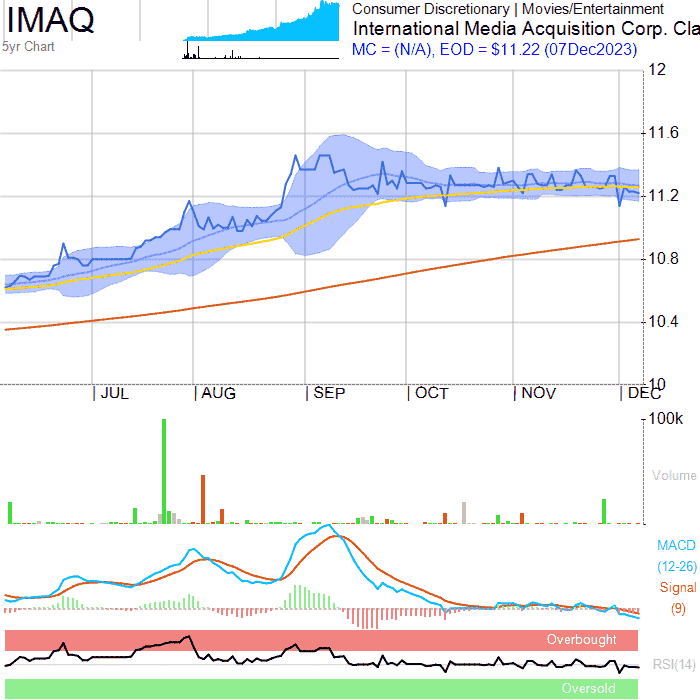 IMAQ
5yr Chart
Consumer Discretionary | Movies/Entertainment
International Media Acquisition Corp. Cla
MC = (N/A), EOD = $11.22 (07Dec2023)
12
11.6
11.2
10.8
10.4
10
JUL AUG SEP OCT NOV DEC
100k
Volume
MACD
(12-26)
Signal
(9)
Overbought
RSI(14)
Oversold